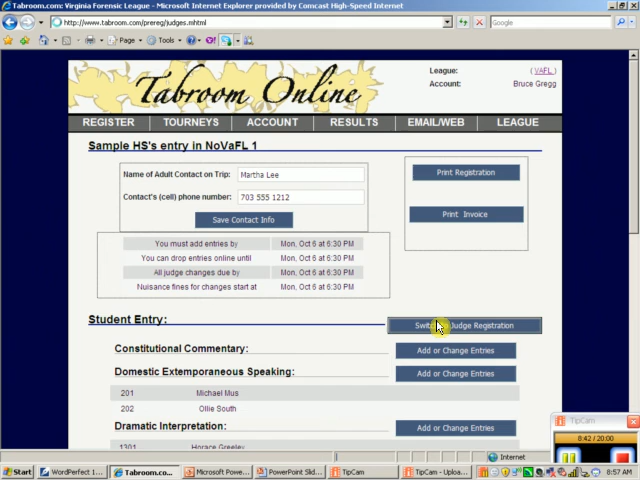 Tabroom.com: Virginia Forensic League - Microsoft Internet Explorer provided by Comcast High-Speed Internet
http://www.tabroom.com/prereg/judges.mhtml
Google
Page Tools
League: ( VAFL )
Tabroom Online
Account: Bruce Gregg
REGISTER TOURNEYS ACCOUNT RESULTS EMAIL/WEB LEAGUE
Sample HS's entry in NoVaFL 1
Name of Adult Contact on Trip: Martha Lee
Print Registration
Contact's (cell) phone number: 703 555 1212
Print Invoice
Save Contact Info
You must add entries by Mon, Oct 6 at 6:30 PM
You can drop entries online until Mon, Oct 6 at 6:30 PM
All judge changes due by Mon, Oct 6 at 6:30 PM
Nuisance fines for changes start at Mon, Oct 6 at 6:30 PM
Student Entry:
Judge Registration
Constitutional Commentary: Add or Change Entries
Domestic Extemporaneous Speaking: Add or Change Entries
201 Michael Mus
202 Ollie South
Dramatic Interpretation: Add or Change Entries
1301 Horace Greeley
TipCam
8:42 / 20:00
Internet
Start WordPerfect 1... Tabroom.co... Microsoft Powe... PowerPoint Slid... TipCam TipCam - Uploa... 8:57 AM